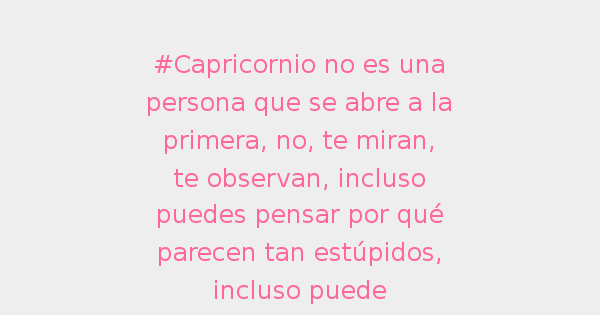 #Capricornio no es una
persona que se abre a la
primera, no, te miran,
te observan, incluso
puedes pensar por qué
parecen tan estúpidos,
incluso puede